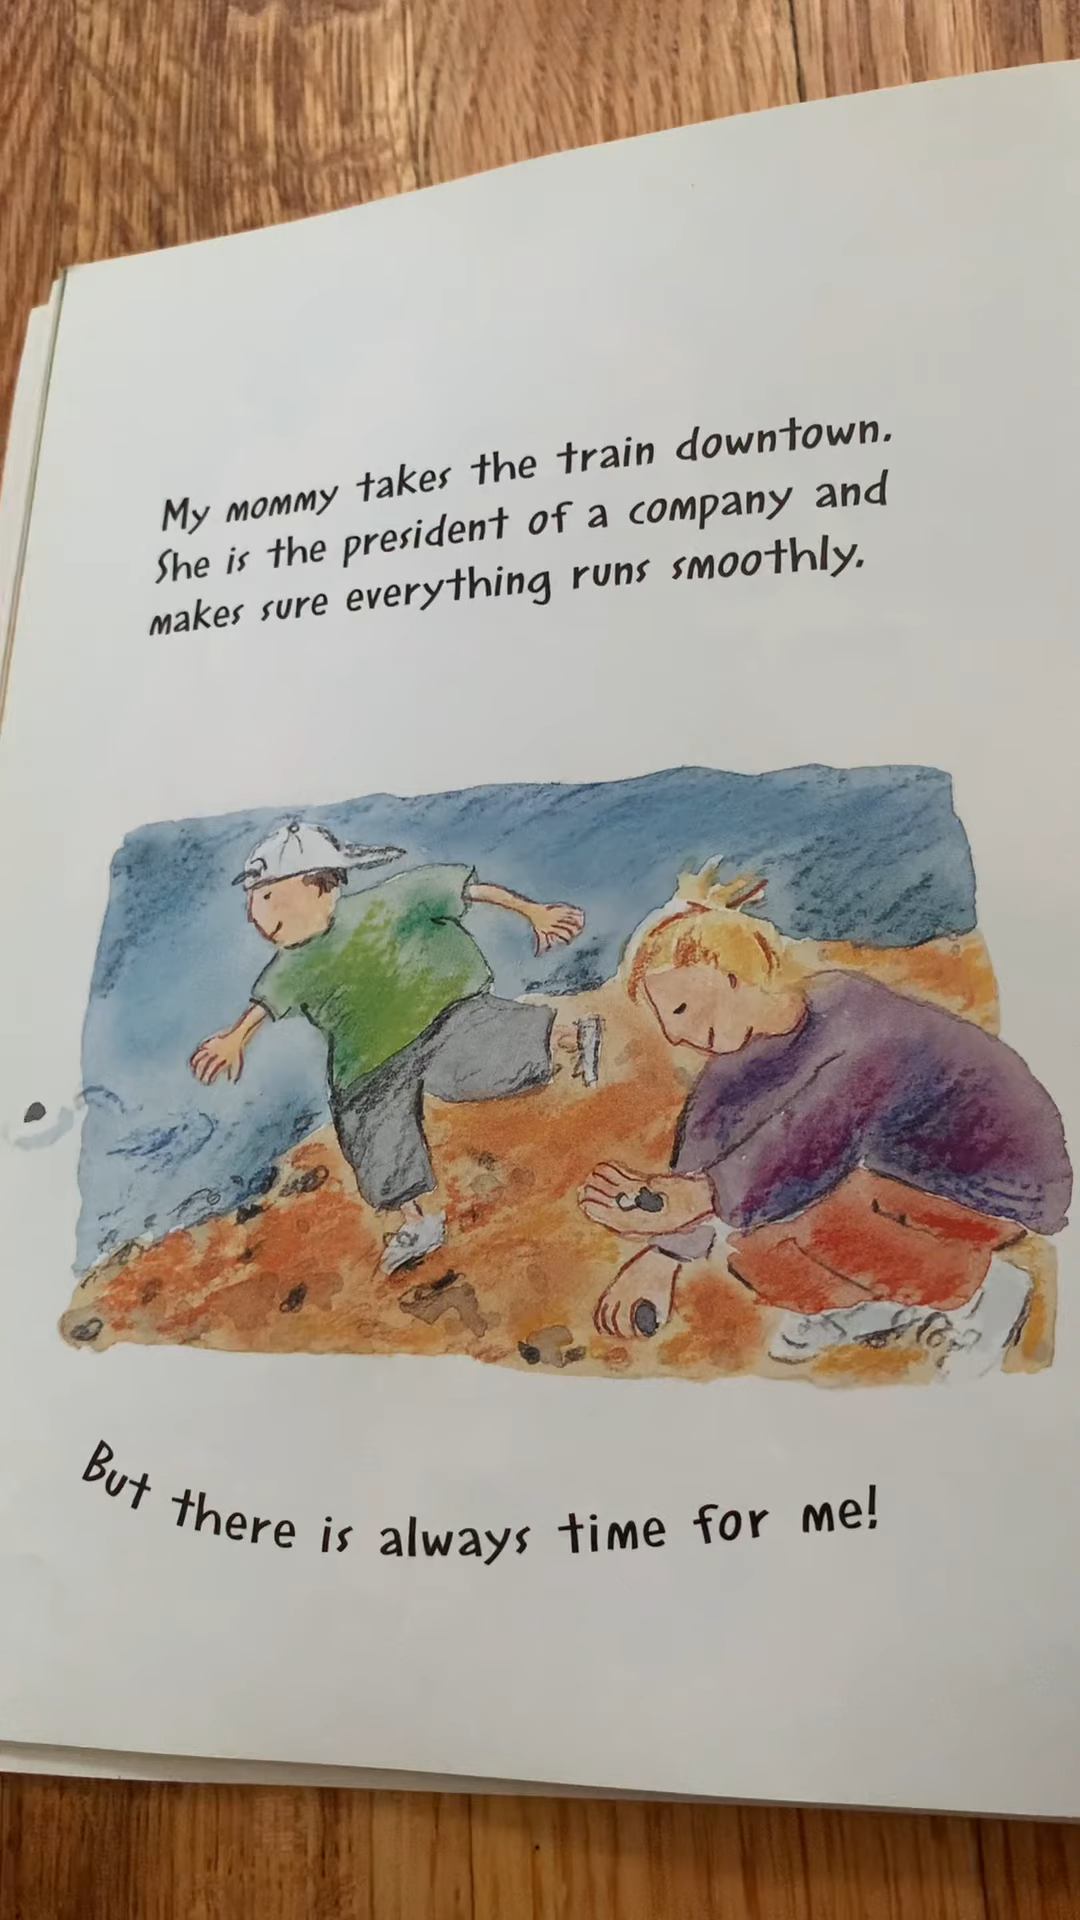 My mommy takes the train downtown.
She is the president of a company and
makes sure everything runs smoothly.
But there is always time for me!